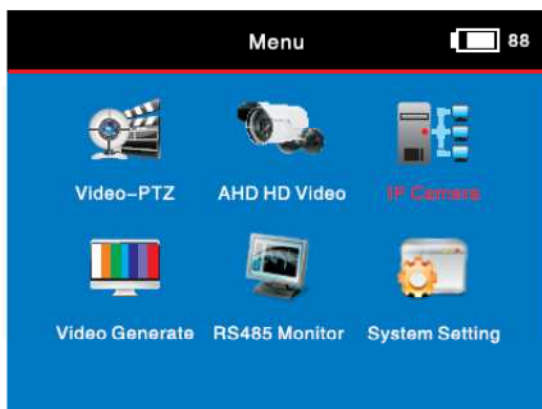 Menu 88
Video-PTZ AHD HD Video IP Camera
Video Generate RS485 Monitor System Setting